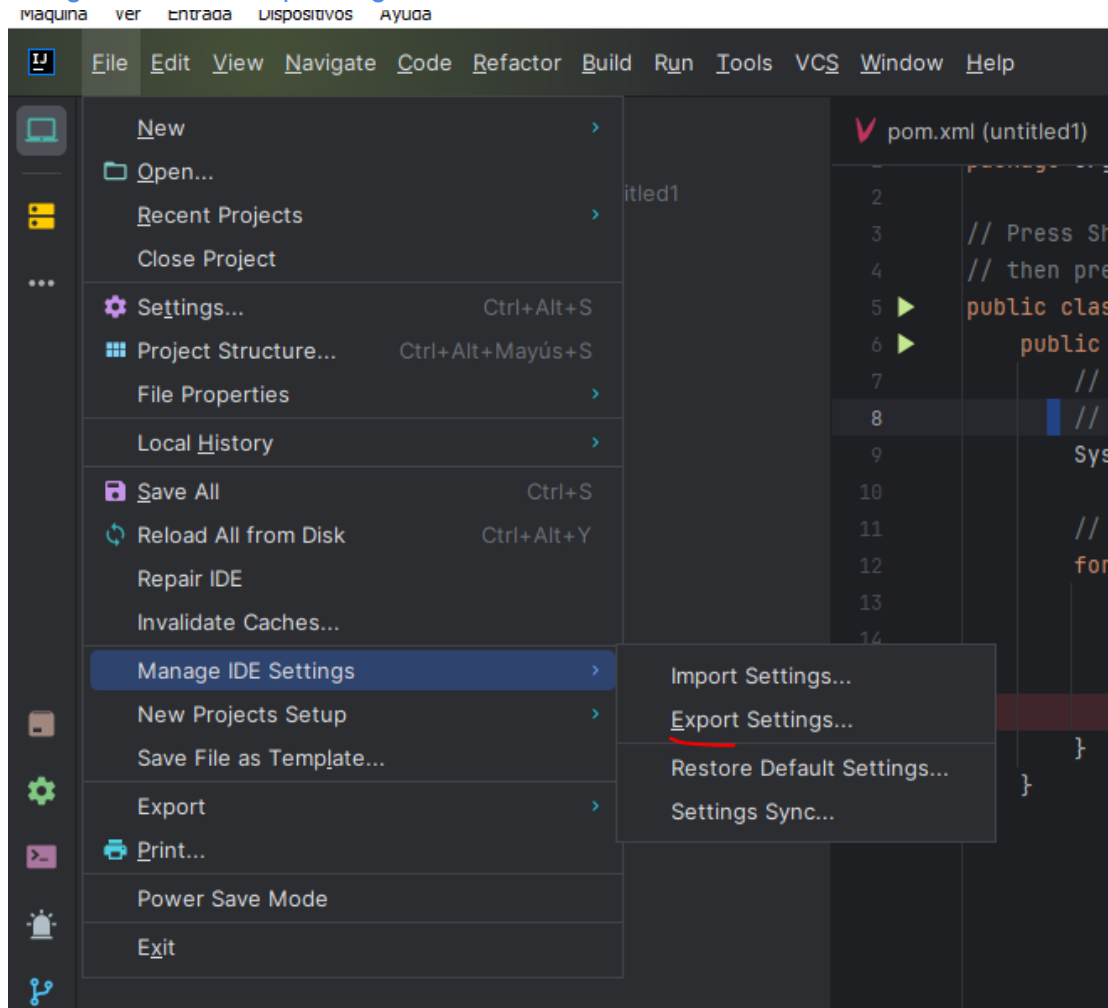 Máquina Ver Entrada Dispositivos Ayuda
IJ File Edit View Navigate Code Refactor Build Run Tools VCS Window Help
New
Open...
Recent Projects
Close Project
Settings... Ctrl+Alt+S
Project Structure... Ctrl+Alt+Mayús+S
File Properties
Local History
Save All Ctrl+S
Reload All from Disk Ctrl+Alt+Y
Repair IDE
Invalidate Caches...
Manage IDE Settings
New Projects Setup
Save File as Template...
Export
Print...
Power Save Mode
Exit
Import Settings...
Export Settings...
Restore Default Settings...
Settings Sync...
itled1
pom.xml (untitled1)
2
3 // Press Sh
4 // then pre
5 public clas
6 public
7 //
8 //
9 Sys
10
11 //
12 for
13
14
}
}